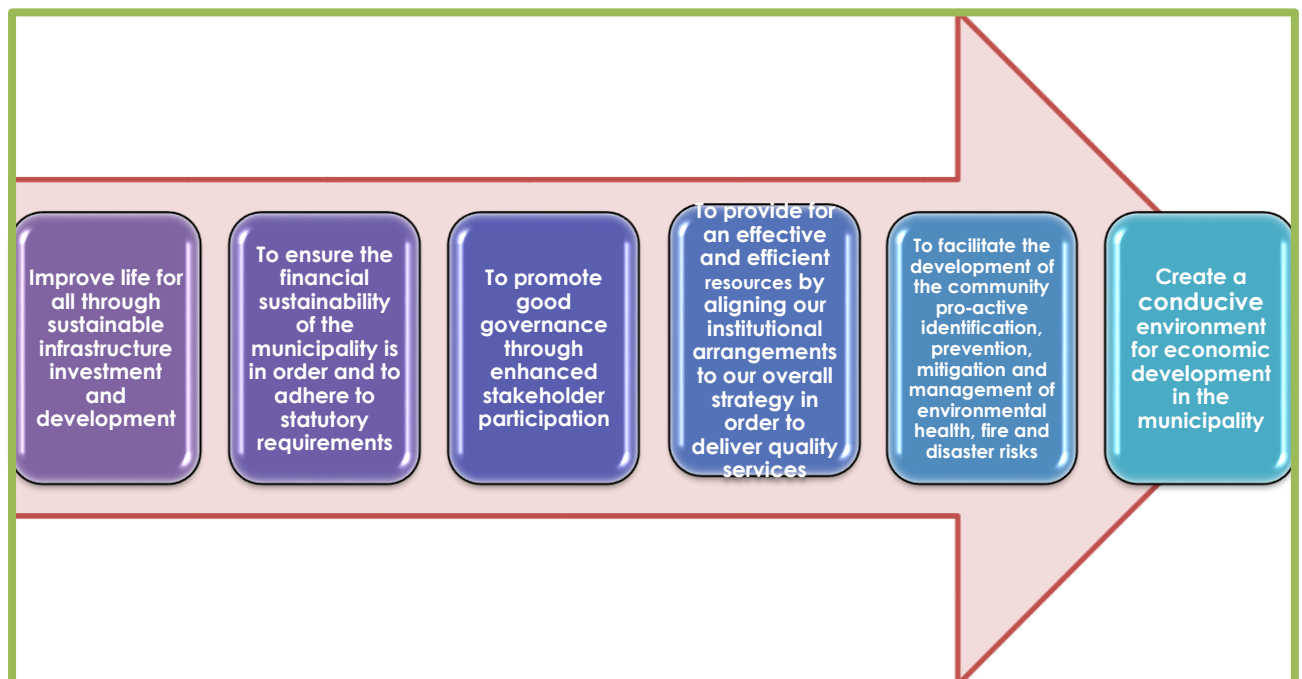 Improve life for
all through
sustainable
infrastructure
investment
and
development
To ensure the
financial
sustainability
of the
municipality is
in order and to
adhere to
statutory
requirements
To promote
good
governance
through
enhanced
stakeholder
participation
To provide for
an effective
and efficient
resources by
aligning our
institutional
arrangements
to our overall
strategy in
order to
deliver quality
services
To facilitate the
development of
the community
pro-active
identification,
prevention,
mitigation and
management of
environmental
health, fire and
disaster risks
Create a
conducive
environment
for economic
development
in the
municipality